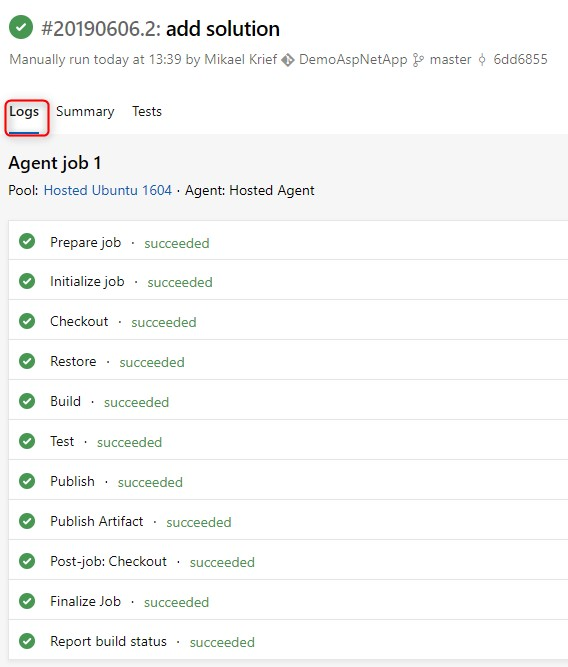 #20190606.2: add solution
Manually run today at 13:39 by Mikael Krief DemoAspNetApp master 6dd6855
Logs Summary Tests
Agent job 1
Pool: Hosted Ubuntu 1604 · Agent: Hosted Agent
Prepare job · succeeded
Initialize job · succeeded
Checkout · succeeded
Restore · succeeded
Build · succeeded
Test · succeeded
Publish · succeeded
Publish Artifact · succeeded
Post-job: Checkout · succeeded
Finalize Job · succeeded
Report build status · succeeded